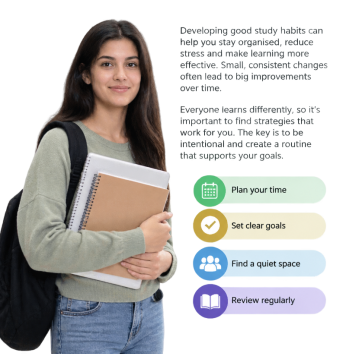 Developing good study habits can
help you stay organised, reduce
stress and make learning more
effective. Small, consistent changes
often lead to big improvements
over time.
Everyone learns differently, so it's
important to find strategies that
work for you. The key is to be
intentional and create a routine
that supports your goals.
Plan your time
Set clear goals
Find a quiet space
Review regularly